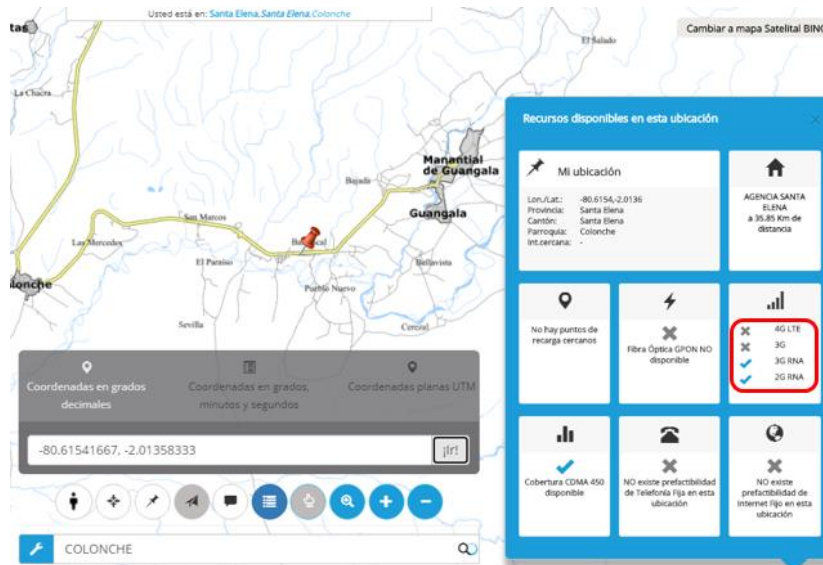 Usted está en: Santa Elena,Santa Elena,Colonche
tas
Cambiar a mapa Satelital BING
El Salado
La Chacra
Recursos disponibles en esta ubicación
Manantial
de Guangala
Bajada
Guangala
San Marcos
Las Mercedes
El Paraiso
Bellavista
Pueblo Nuevo
lonche
Sevilla
Cerezal
Mi ubicación
Lon./Lat.: -80.6154,-2.0136
Provincia: Santa Elena
Cantón: Santa Elena
Parroquia: Colonche
Int.cercana: -
AGENCIA SANTA
ELENA
a 35.85 Km de
distancia
No hay puntos de
recarga cercanos
Fibra Óptica GPON NO
disponible
4G LTE
3G
3G RNA
2G RNA
Cobertura CDMA 450
disponible
NO existe prefactibilidad
de Telefonía Fija en esta
ubicación
NO existe
prefactibilidad de
Internet Fijo en esta
ubicación
Coordenadas en grados
decimales
Coordenadas en grados,
minutos y segundos
Coordenadas planas UTM
-80.61541667, -2.01358333
¡Ir!
COLONCHE